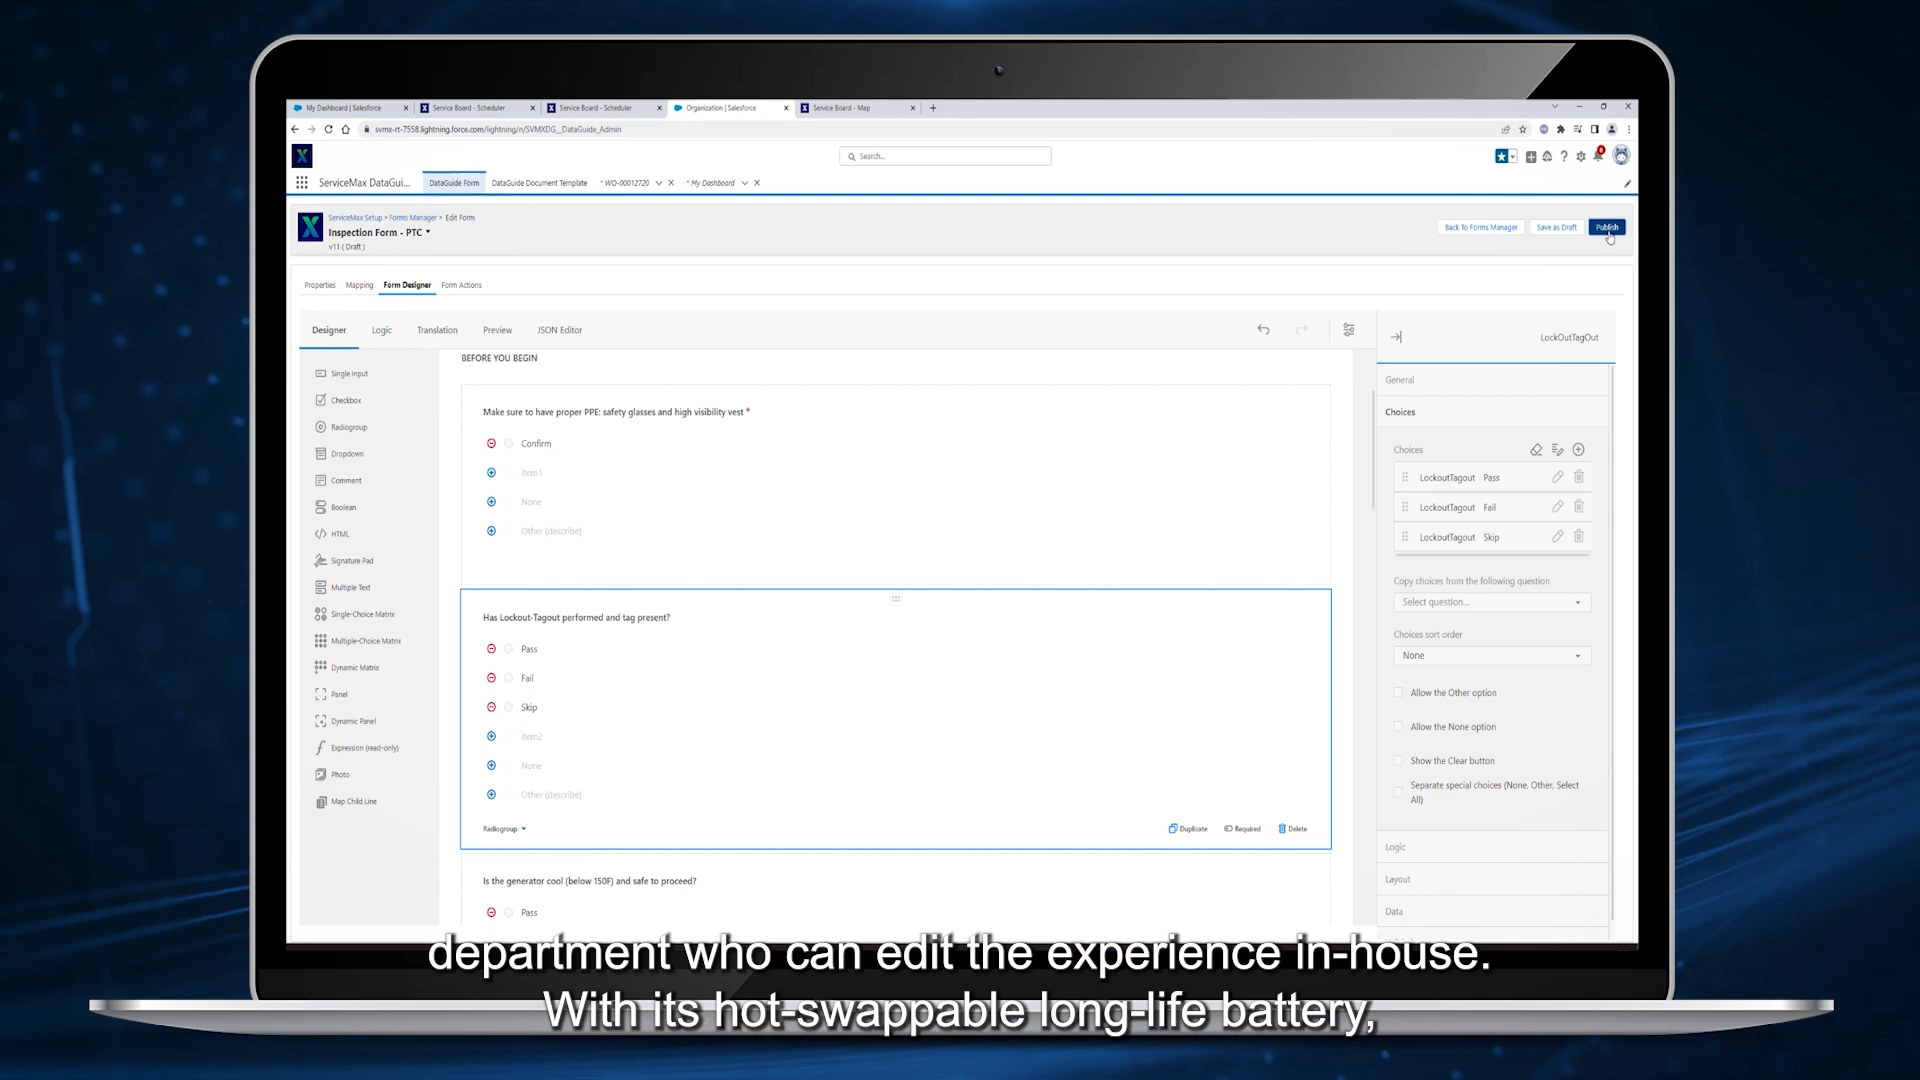 My Dashboard | Salesforce
Service Board - Scheduler
Service Board - Scheduler
Organization | Salesforce
Service Board - Map
svmx-rt-7558.lightning.force.com/lightning/n/SVMXDG__DataGuide_Admin
Search...
ServiceMax DataGui...
DataGuide Form
DataGuide Document Template
* WO-00012720
* My Dashboard
ServiceMax Setup > Forms Manager > Edit Form
Inspection Form - PTC
v11 ( Draft )
Back To Forms Manager
Save as Draft
Publish
Properties
Mapping
Form Designer
Form Actions
Designer
Logic
Translation
Preview
JSON Editor
LockOutTagOut
Single Input
Checkbox
Radiogroup
Dropdown
Comment
Boolean
HTML
Signature Pad
Multiple Text
Single-Choice Matrix
Multiple-Choice Matrix
Dynamic Matrix
Panel
Dynamic Panel
Expression (read-only)
Photo
Map Child Line
BEFORE YOU BEGIN
Make sure to have proper PPE: safety glasses and high visibility vest *
Confirm
item1
None
Other (describe)
Has Lockout-Tagout performed and tag present?
Pass
Fail
Skip
item2
None
Other (describe)
Radiogroup
Duplicate
Required
Delete
Is the generator cool (below 150F) and safe to proceed?
Pass
General
Choices
Choices
LockoutTagout Pass
LockoutTagout Fail
LockoutTagout Skip
Copy choices from the following question
Select question...
Choices sort order
None
Allow the Other option
Allow the None option
Show the Clear button
Separate special choices (None, Other, Select
All)
Logic
Layout
Data
department who can edit the experience in-house.
With its hot-swappable long-life battery,